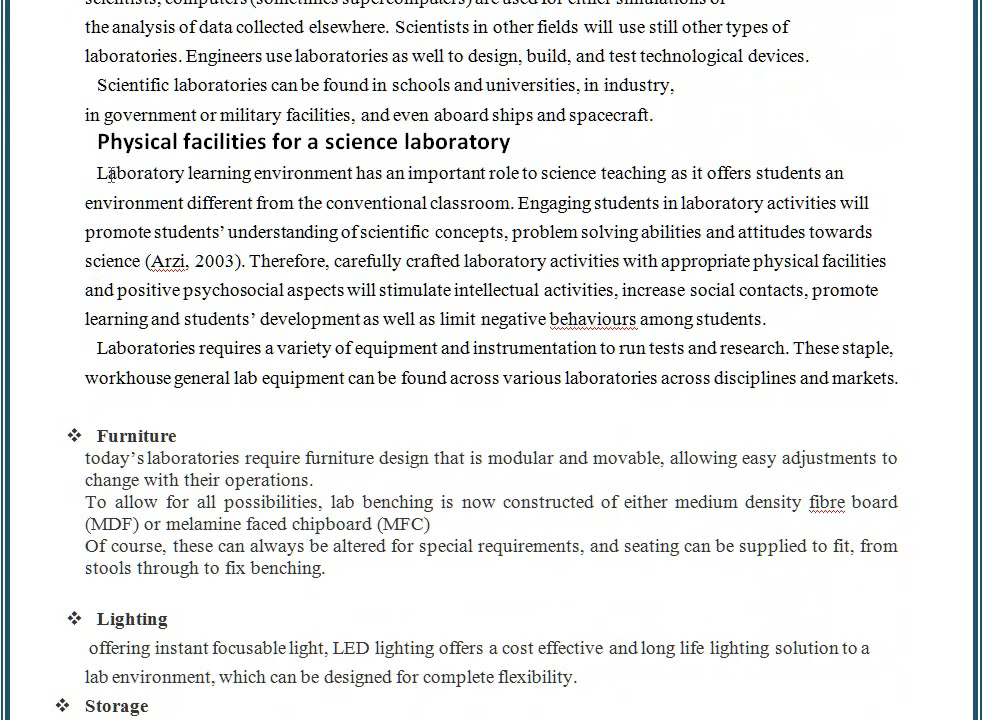 scientists, computers (sometimes supercomputers) are used for either simulations or
the analysis of data collected elsewhere. Scientists in other fields will use still other types of
laboratories. Engineers use laboratories as well to design, build, and test technological devices.
Scientific laboratories can be found in schools and universities, in industry,
in government or military facilities, and even aboard ships and spacecraft.
Physical facilities for a science laboratory
Laboratory learning environment has an important role to science teaching as it offers students an
environment different from the conventional classroom. Engaging students in laboratory activities will
promote students’ understanding of scientific concepts, problem solving abilities and attitudes towards
science (Arzi, 2003). Therefore, carefully crafted laboratory activities with appropriate physical facilities
and positive psychosocial aspects will stimulate intellectual activities, increase social contacts, promote
learning and students’ development as well as limit negative behaviours among students.
Laboratories requires a variety of equipment and instrumentation to run tests and research. These staple,
workhouse general lab equipment can be found across various laboratories across disciplines and markets.
❖ Furniture
today’s laboratories require furniture design that is modular and movable, allowing easy adjustments to
change with their operations.
To allow for all possibilities, lab benching is now constructed of either medium density fibre board
(MDF) or melamine faced chipboard (MFC)
Of course, these can always be altered for special requirements, and seating can be supplied to fit, from
stools through to fix benching.
❖ Lighting
offering instant focusable light, LED lighting offers a cost effective and long life lighting solution to a
lab environment, which can be designed for complete flexibility.
❖ Storage